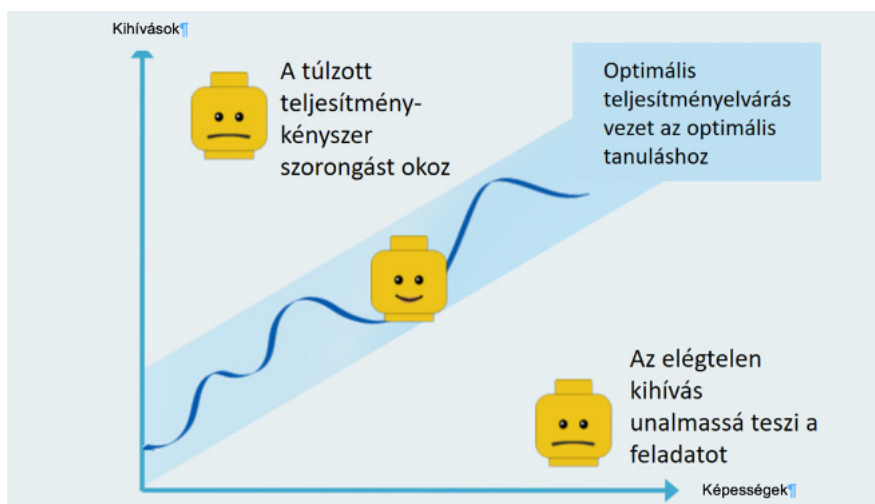 Kihívások¶
A túlzott
teljesítmény-
kényszer
szorongást okoz
Optimális
teljesítményelvárás
vezet az optimális
tanuláshoz
Az elégtelen
kihívás
unalmassá teszi a
feladatot
Képességek¶